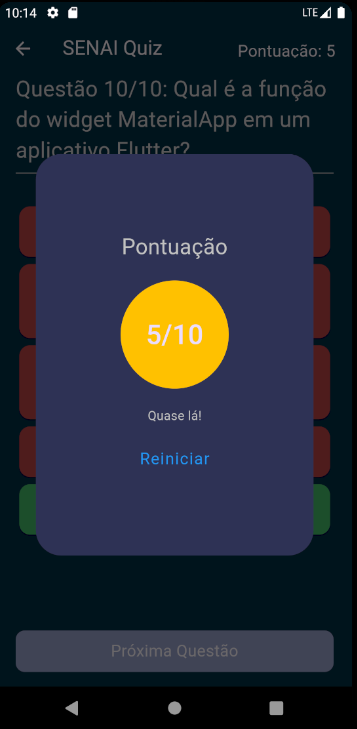 10:14 LTE
SENAI Quiz
Pontuação: 5
Questão 10/10: Qual é a função
do widget MaterialApp em um
aplicativo Flutter?
Pontuação
5/10
Quase lá!
Reiniciar
Próxima Questão